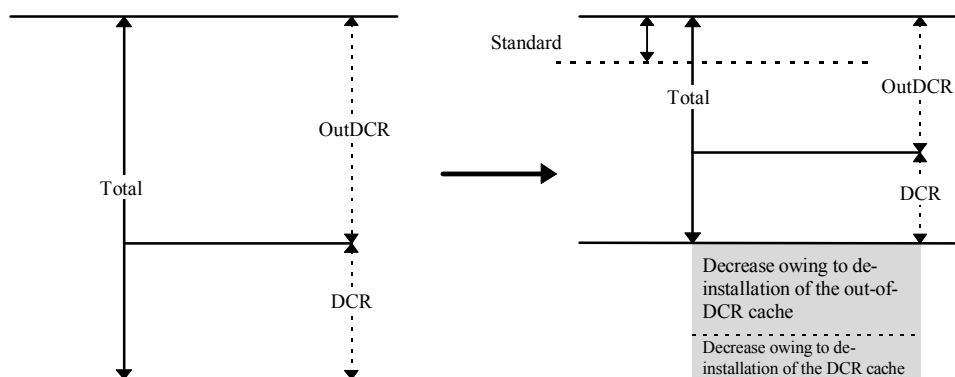 OutDCR
Total
DCR
Standard
Total
OutDCR
DCR
Decrease owing to de-
installation of the out-of-
DCR cache
Decrease owing to de-
installation of the DCR cache